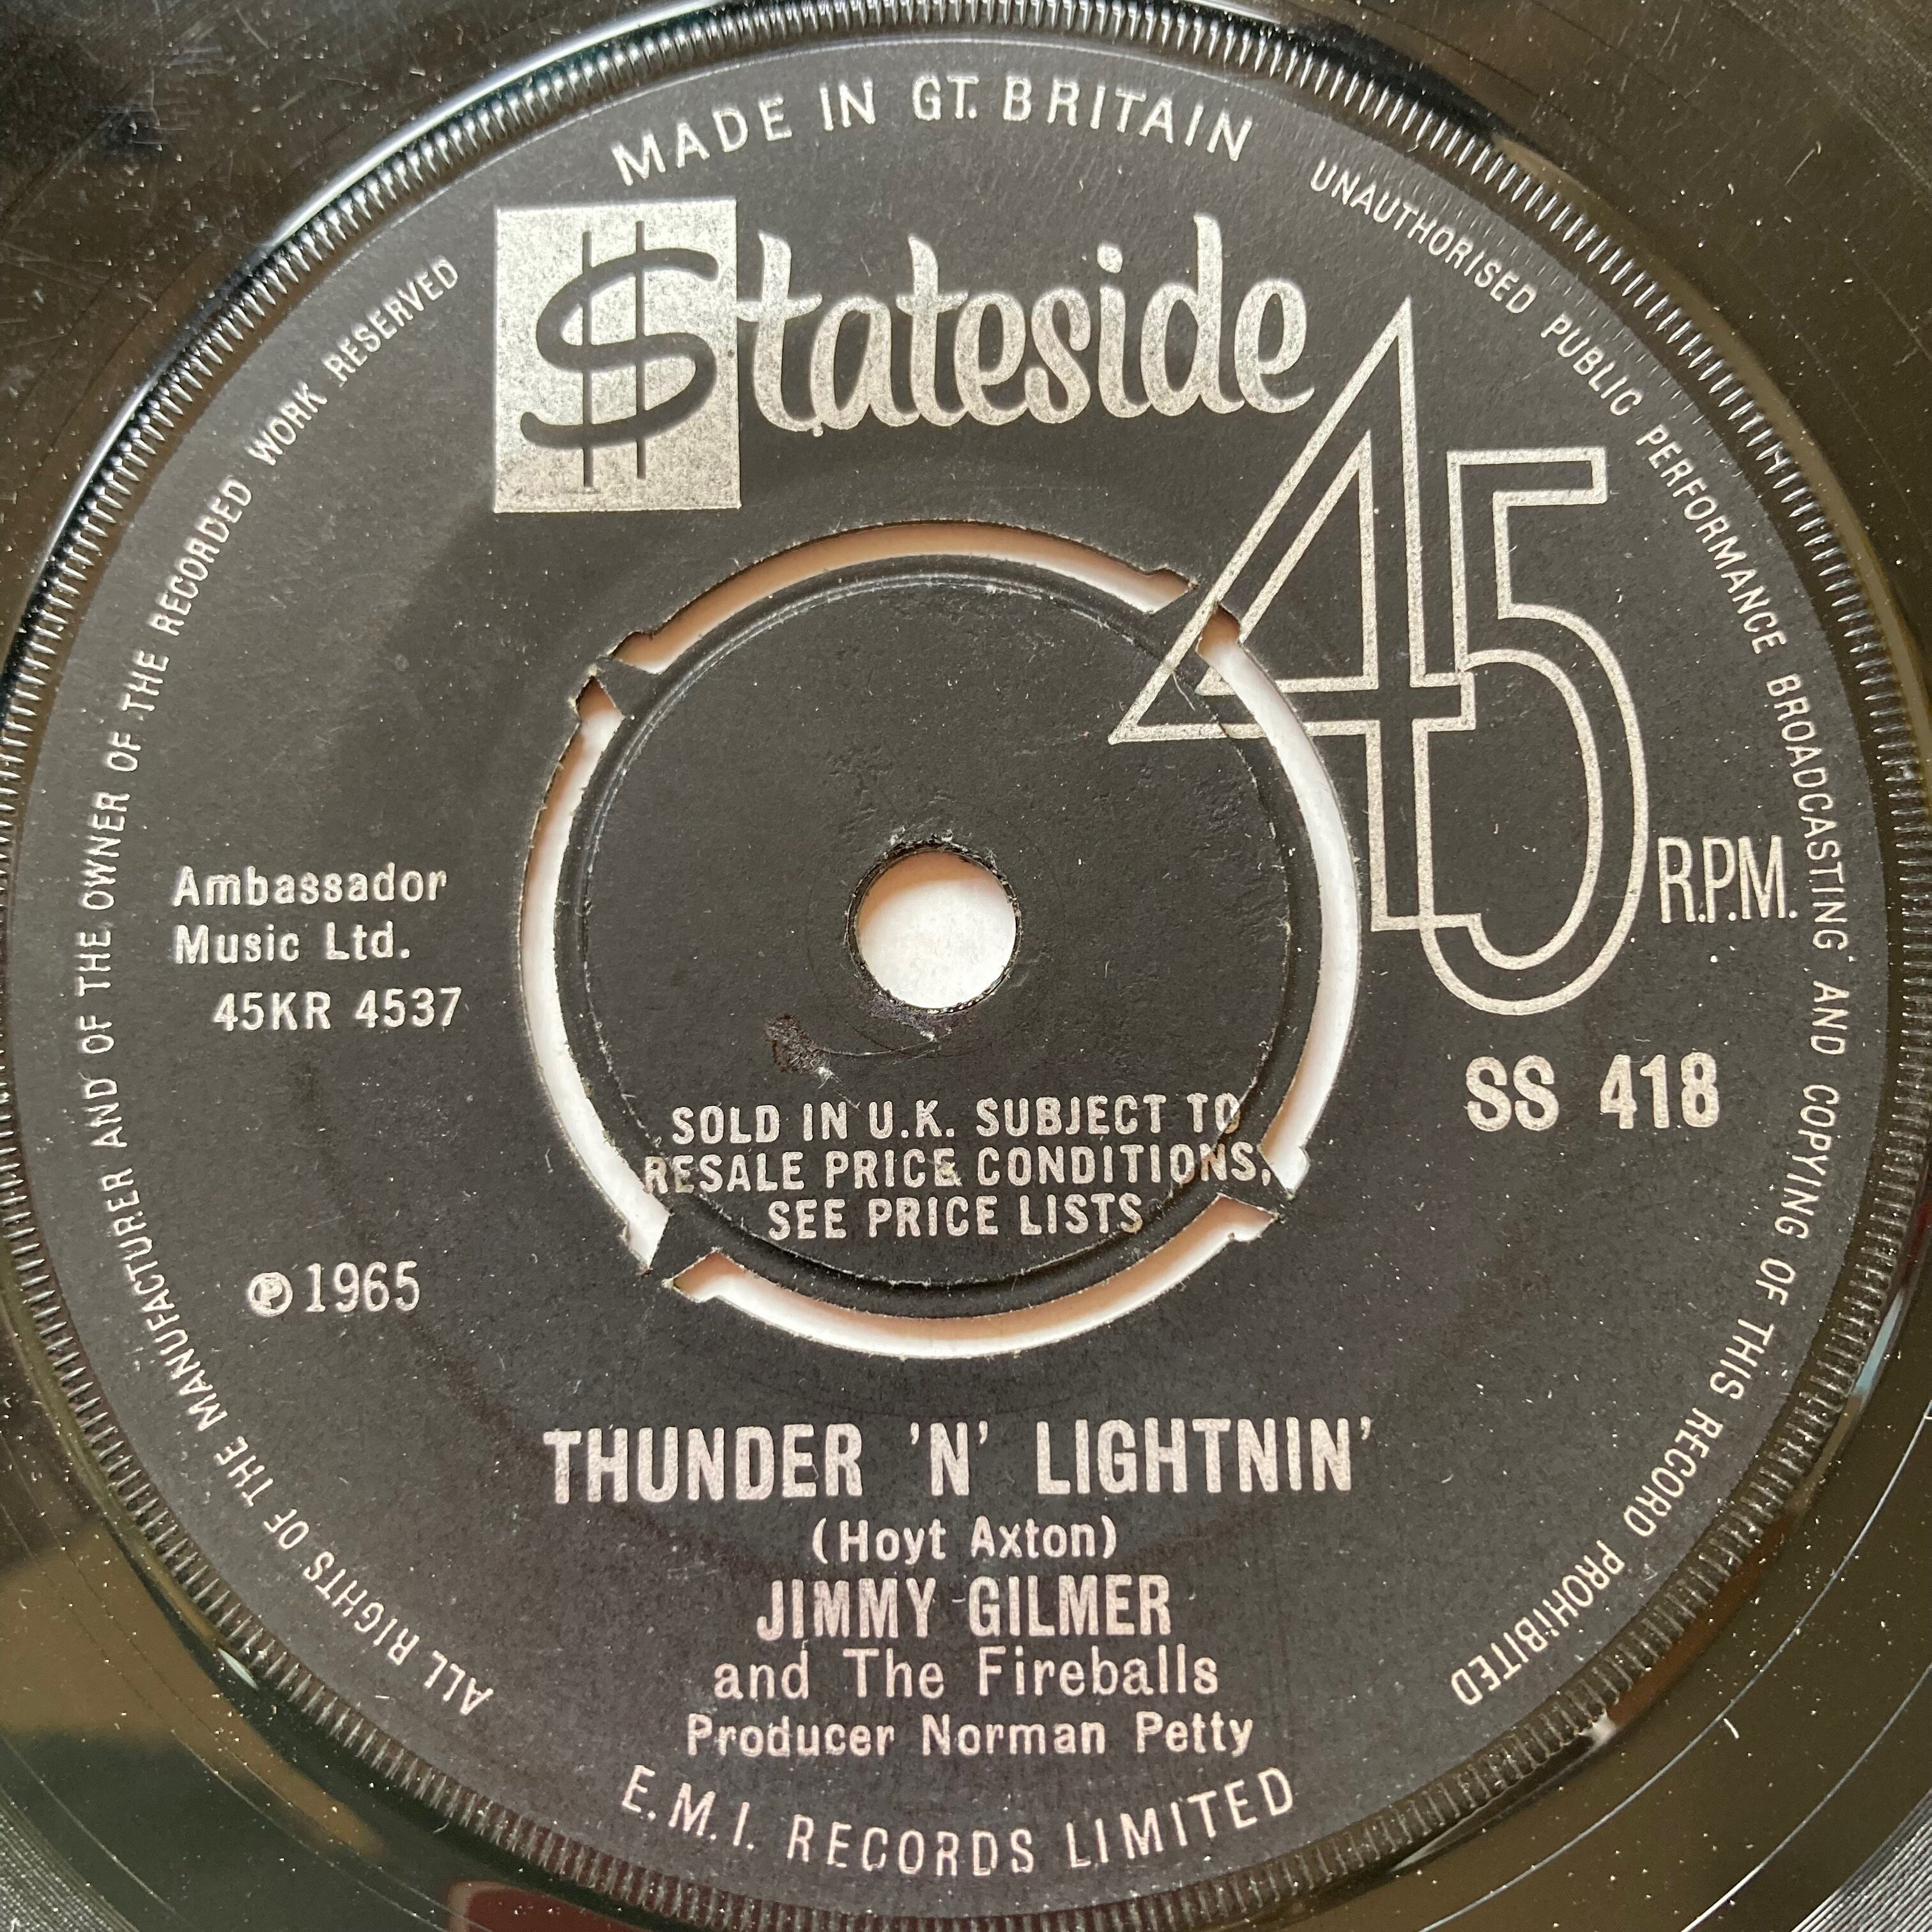 MADE IN GT. BRITAIN
UNAUTHORISED PUBLIC PERFORMANCE BROADCASTING AND COPYING OF THIS RECORD PROHIBITED
ALL RIGHTS OF THE MANUFACTURER AND OF THE OWNER OF THE RECORDED WORK RESERVED
$tateside
45
R.P.M.
Ambassador
Music Ltd.
45KR 4537
SS 418
SOLD IN U.K. SUBJECT TO
RESALE PRICE CONDITIONS,
SEE PRICE LISTS
℗ 1965
THUNDER 'N' LIGHTNIN'
(Hoyt Axton)
JIMMY GILMER
and The Fireballs
Producer Norman Petty
E.M.I. RECORDS LIMITED